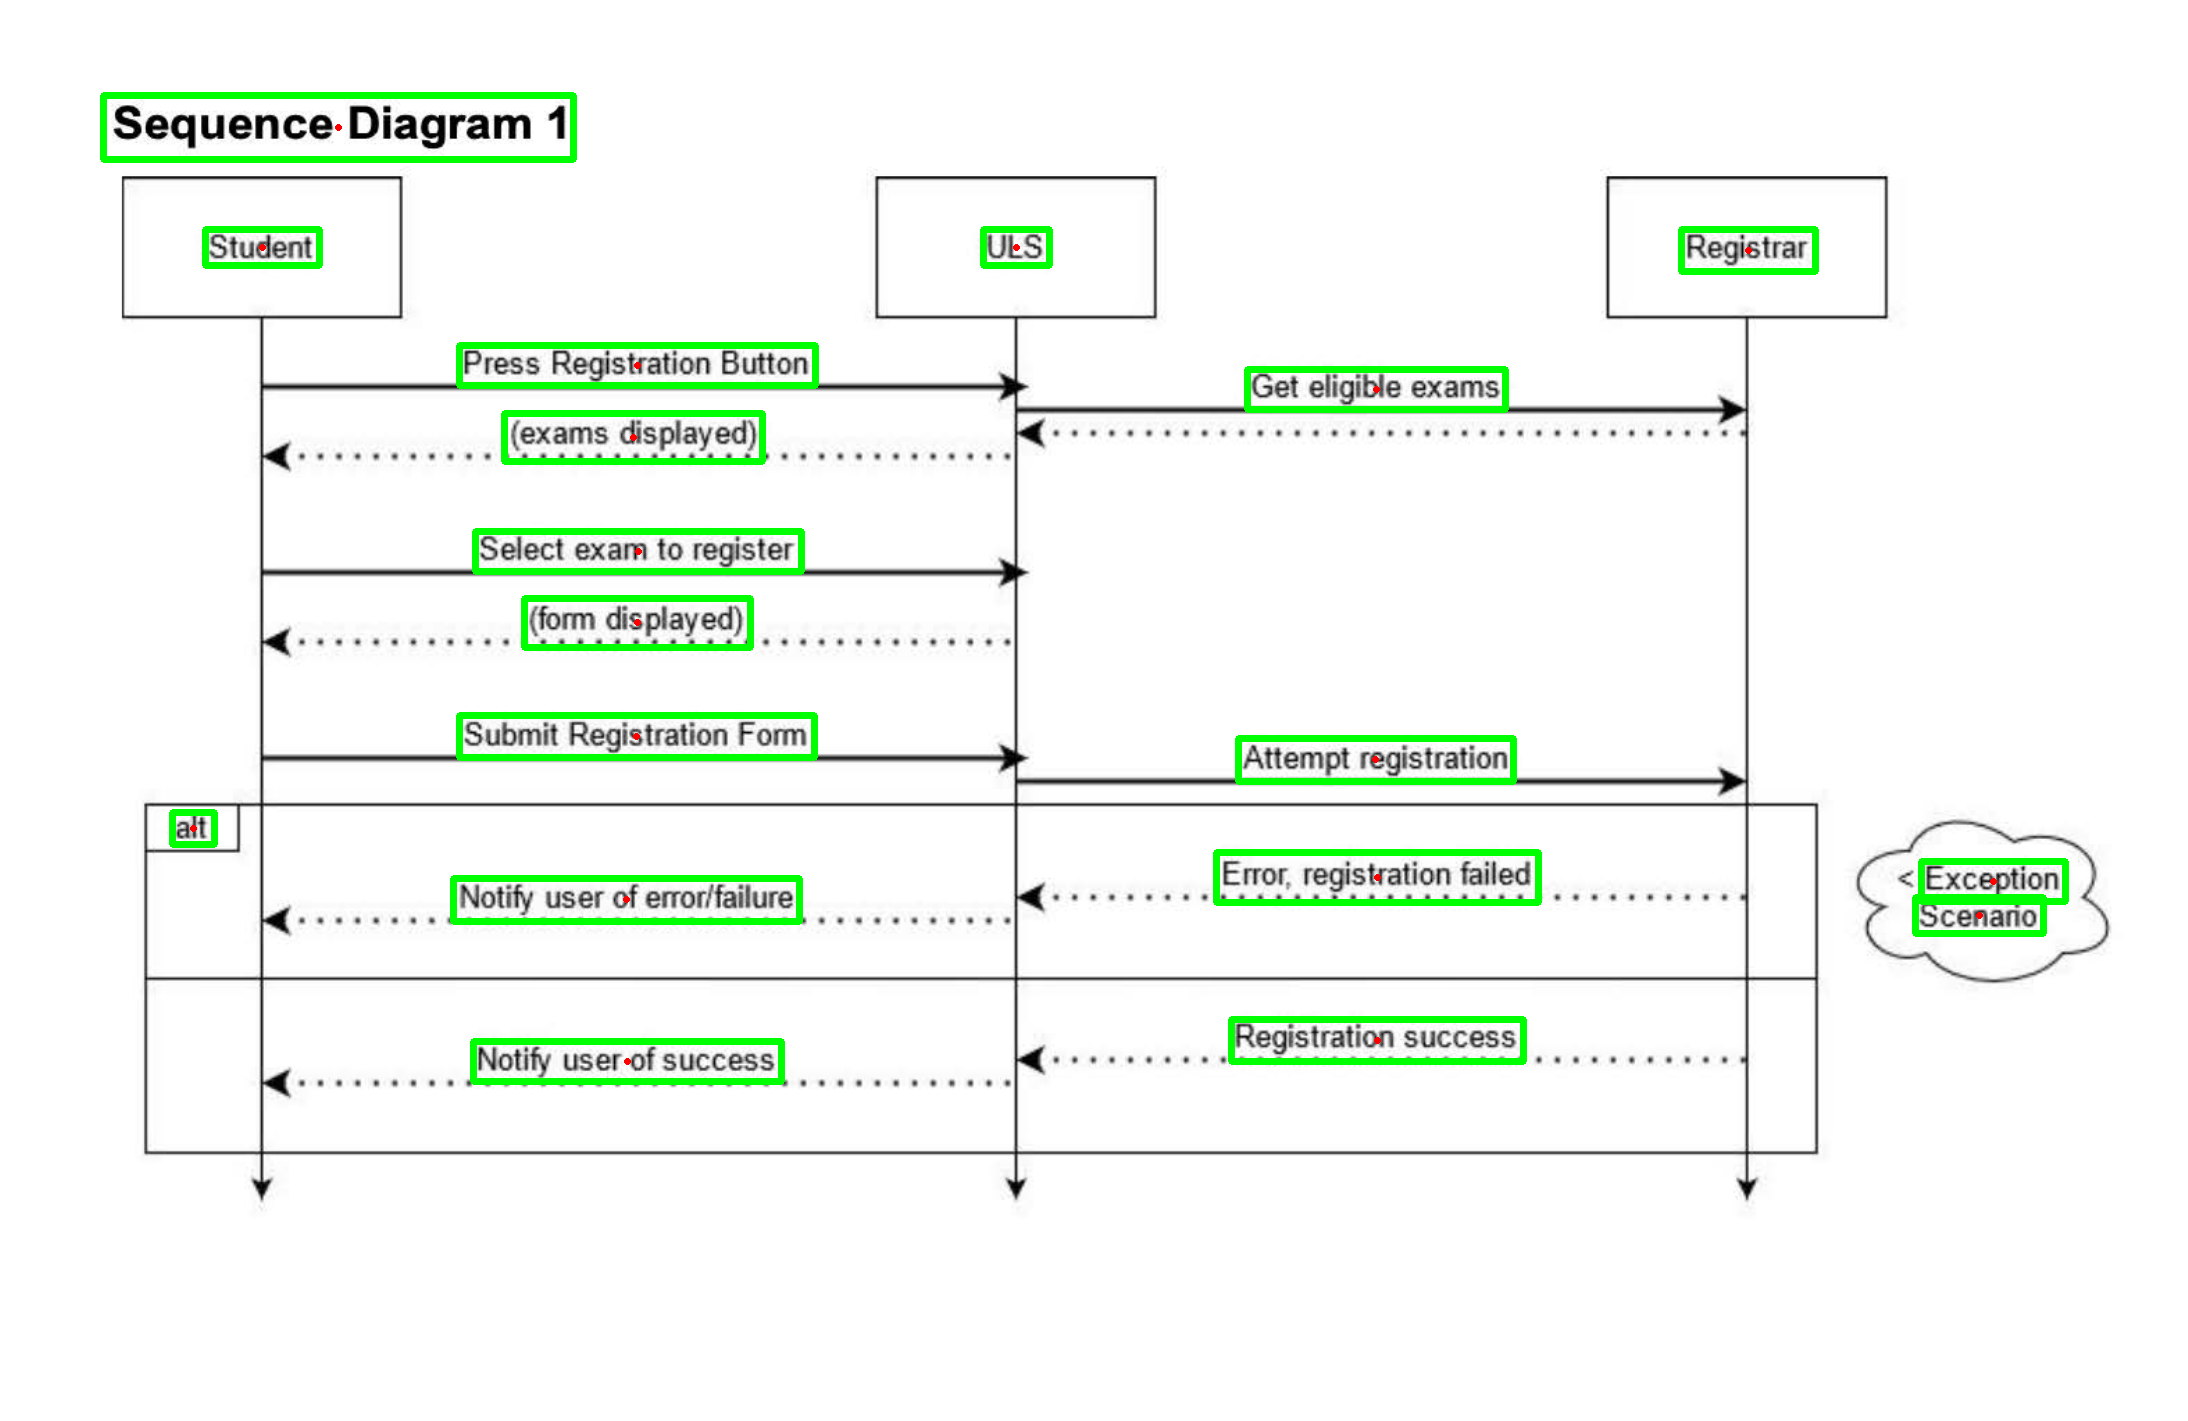 Sequence Diagram 1
Student
ULS
Registrar
Press Registration Button
Get eligible exams
(exams displayed)
Select exam to register
(form displayed)
Submit Registration Form
Attempt registration
alt
Error, registration failed
< Exception
Scenario
Notify user of error/failure
Registration success
Notify user of success